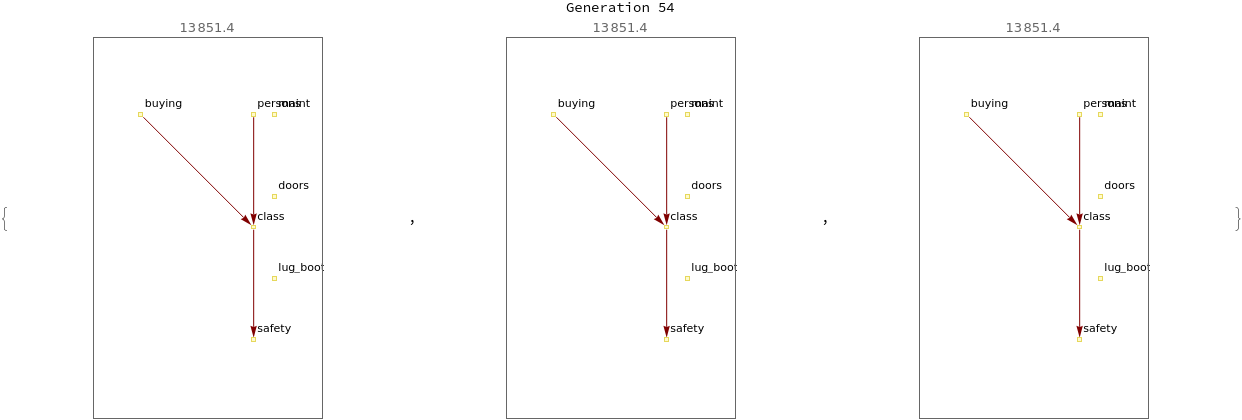 Generation 54
13851.4 13851.4 13851.4
buying persons maint buying persons maint buying persons maint
doors doors doors
{ class , class , class }
lug_boot lug_boot lug_boot
safety safety safety